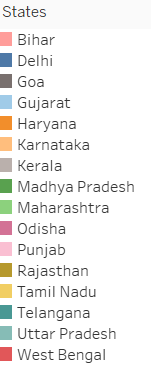 States
Bihar
Delhi
Goa
Gujarat
Haryana
Karnataka
Kerala
Madhya Pradesh
Maharashtra
Odisha
Punjab
Rajasthan
Tamil Nadu
Telangana
Uttar Pradesh
West Bengal